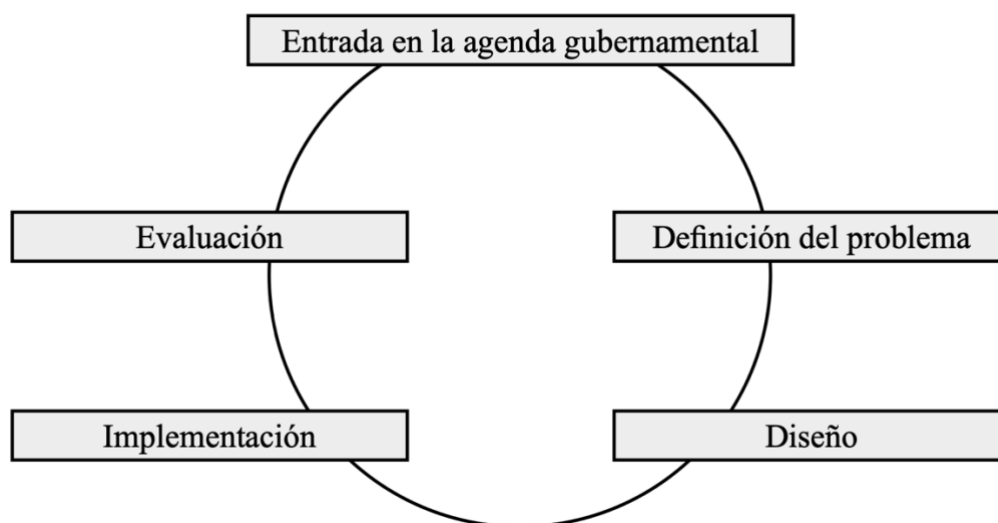 Entrada en la agenda gubernamental
Evaluación
Definición del problema
Implementación
Diseño